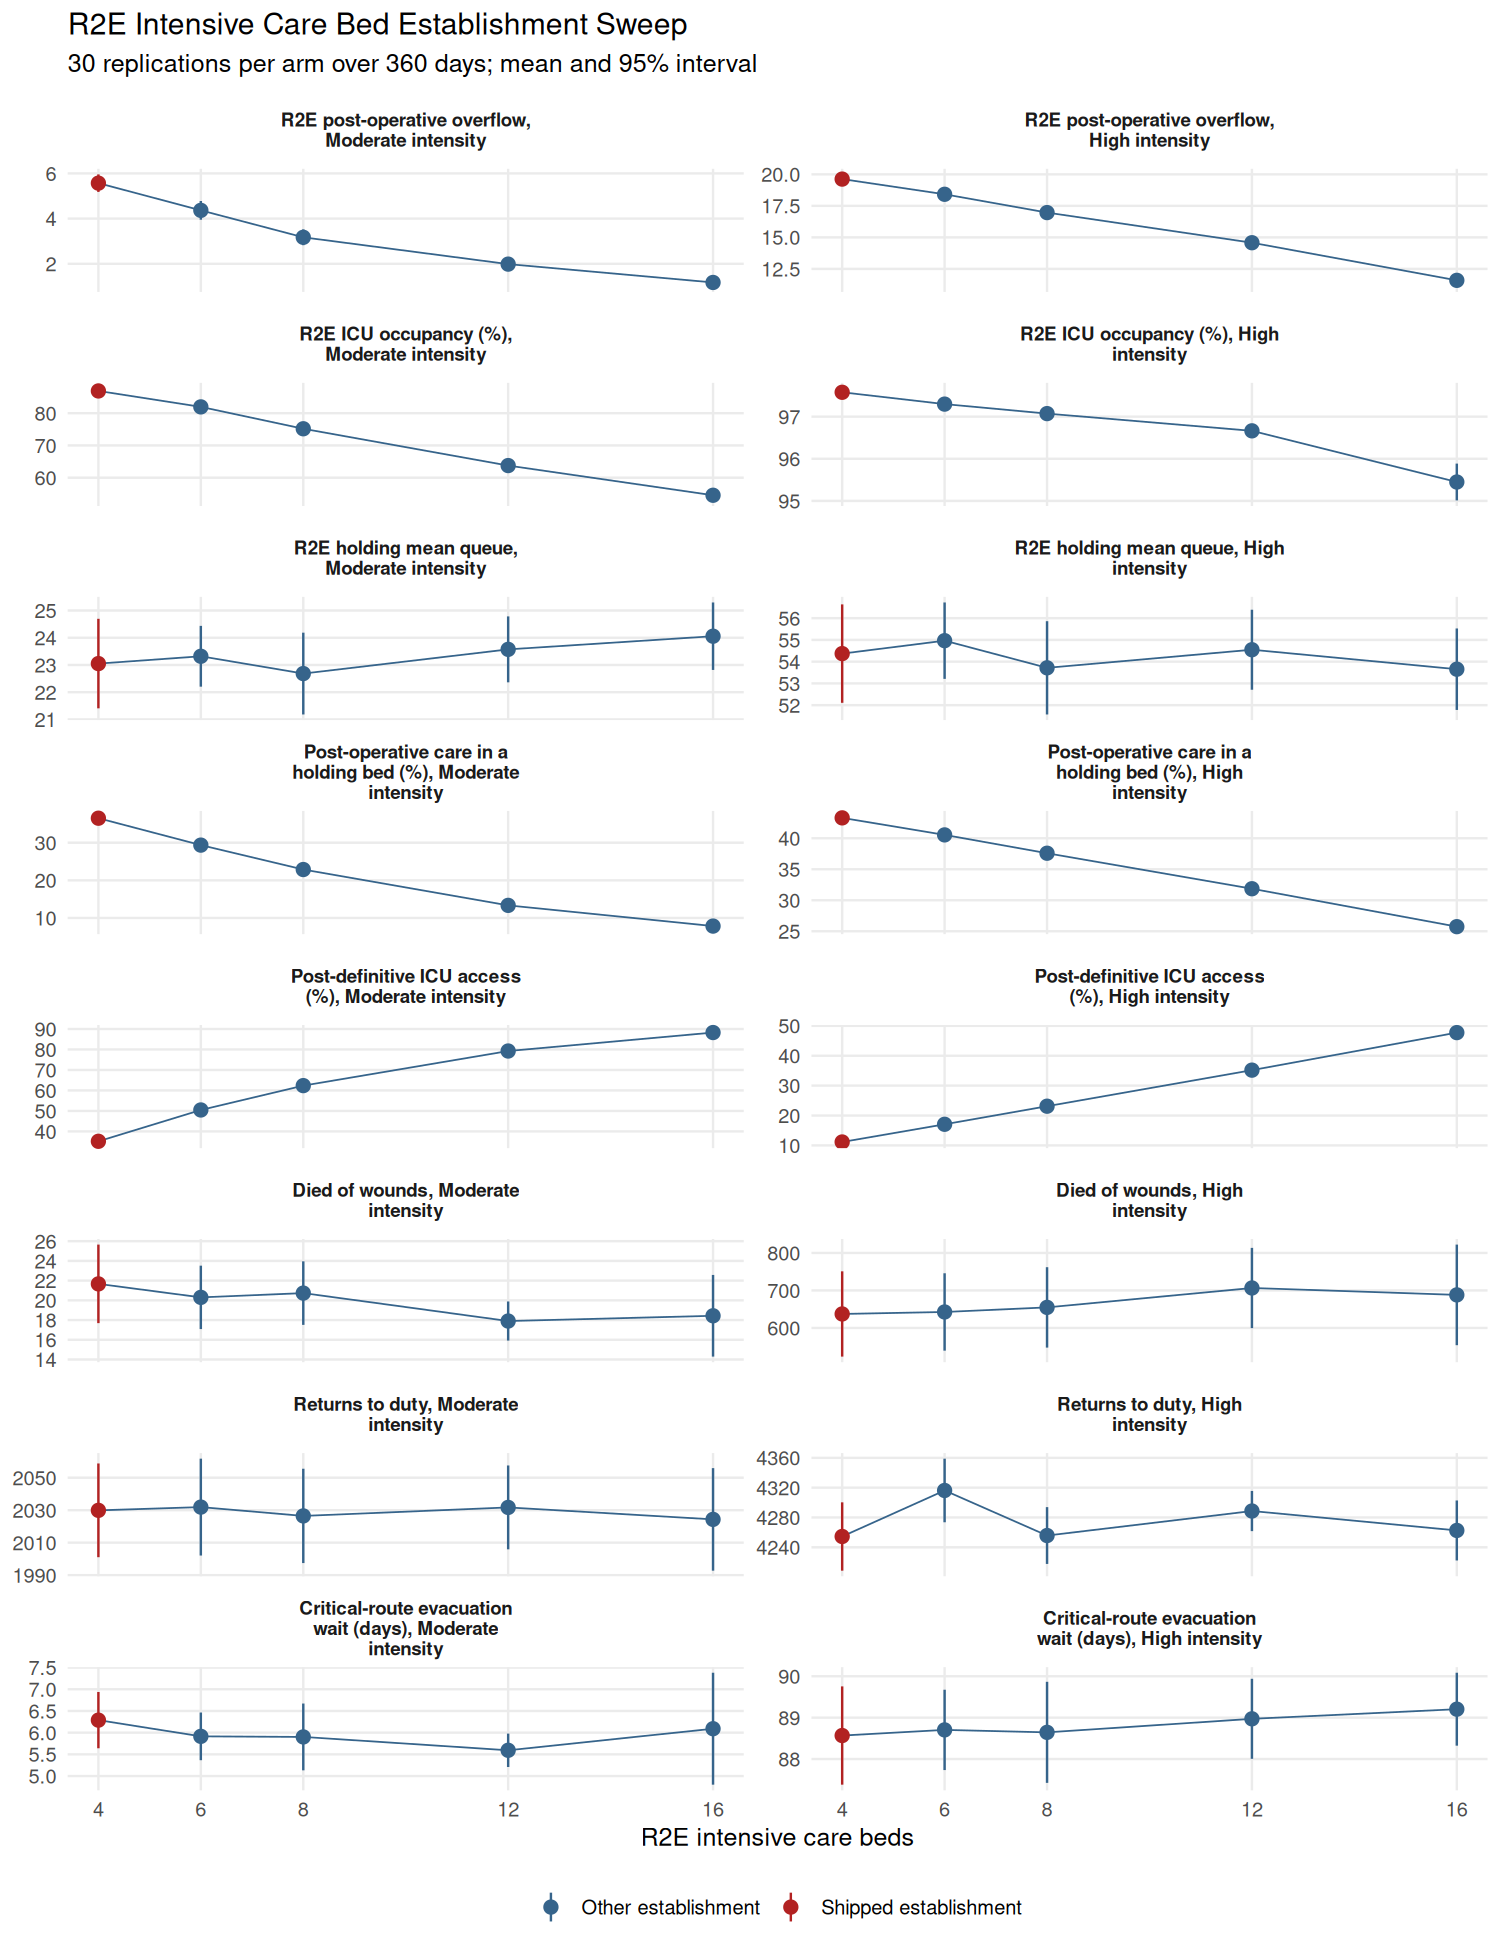 R2E Intensive Care Bed Establishment Sweep
30 replications per arm over 360 days; mean and 95% interval
R2E post-operative overflow,
Moderate intensity
6
4
2
R2E post-operative overflow,
High intensity
20.0
17.5
15.0
12.5
R2E ICU occupancy (%),
Moderate intensity
80
70
60
R2E ICU occupancy (%), High
intensity
97
96
95
R2E holding mean queue,
Moderate intensity
25
24
23
22
21
R2E holding mean queue, High
intensity
56
55
54
53
52
Post-operative care in a
holding bed (%), Moderate
intensity
30
20
10
Post-operative care in a
holding bed (%), High
intensity
40
35
30
25
Post-definitive ICU access
(%), Moderate intensity
90
80
70
60
50
40
Post-definitive ICU access
(%), High intensity
50
40
30
20
10
Died of wounds, Moderate
intensity
26
24
22
20
18
16
14
Died of wounds, High
intensity
800
700
600
Returns to duty, Moderate
intensity
2050
2030
2010
1990
Returns to duty, High
intensity
4360
4320
4280
4240
Critical-route evacuation
wait (days), Moderate
intensity
7.5
7.0
6.5
6.0
5.5
5.0
Critical-route evacuation
wait (days), High intensity
90
89
88
4 6 8 12 16
4 6 8 12 16
R2E intensive care beds
Other establishment Shipped establishment